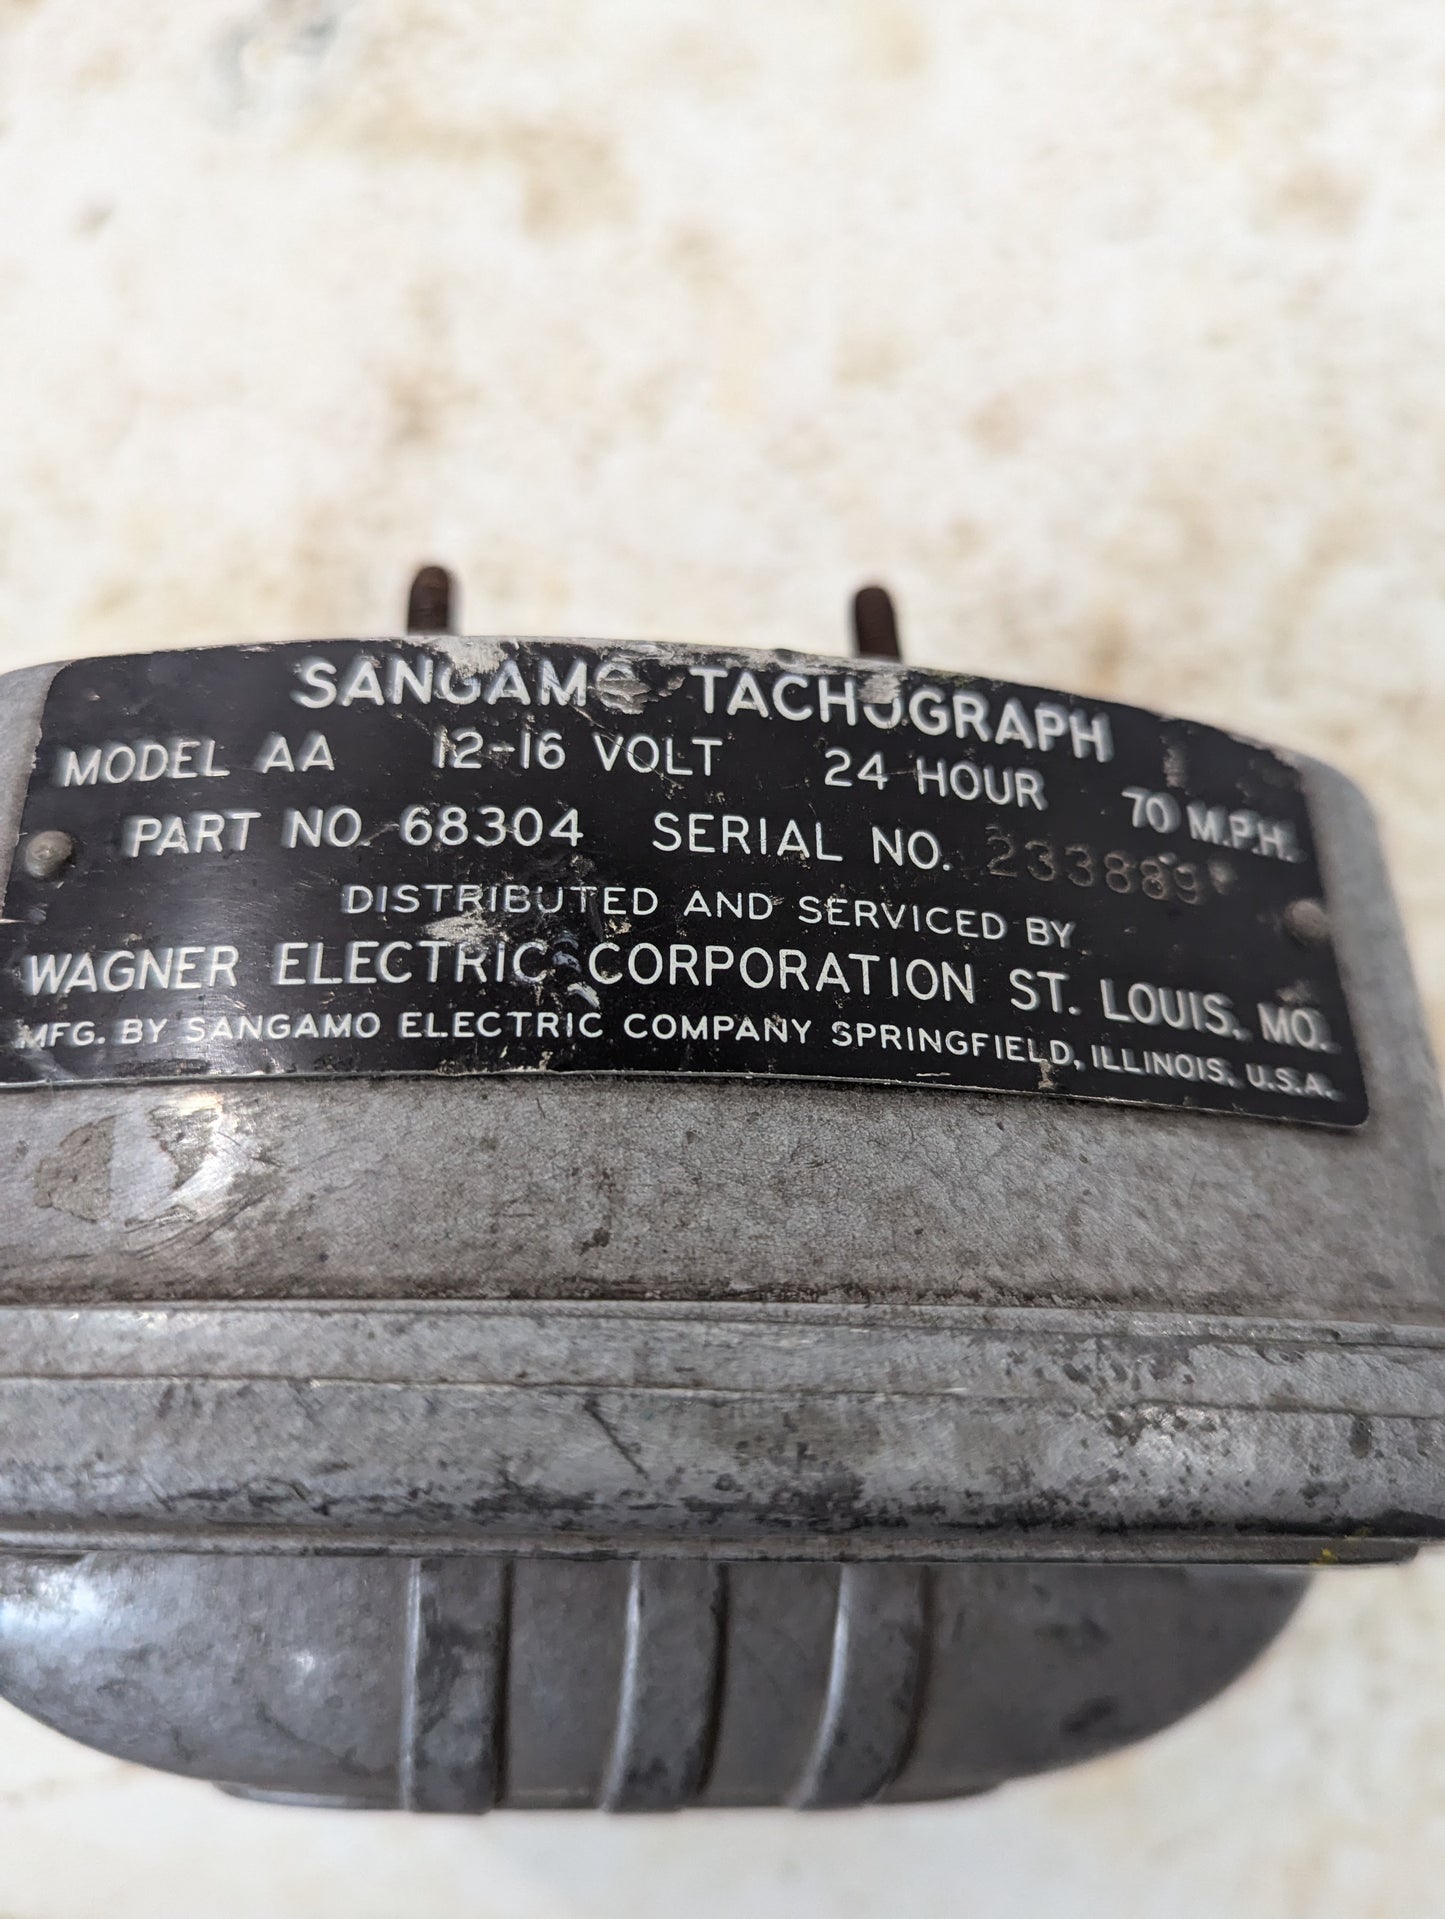 SANGAMO TACHOGRAPH
MODEL AA 12-16 VOLT 24 HOUR 70 M.P.H.
PART NO. 68304 SERIAL NO. 233889
DISTRIBUTED AND SERVICED BY
WAGNER ELECTRIC CORPORATION ST. LOUIS, MO.
MFG. BY SANGAMO ELECTRIC COMPANY SPRINGFIELD, ILLINOIS, U.S.A.